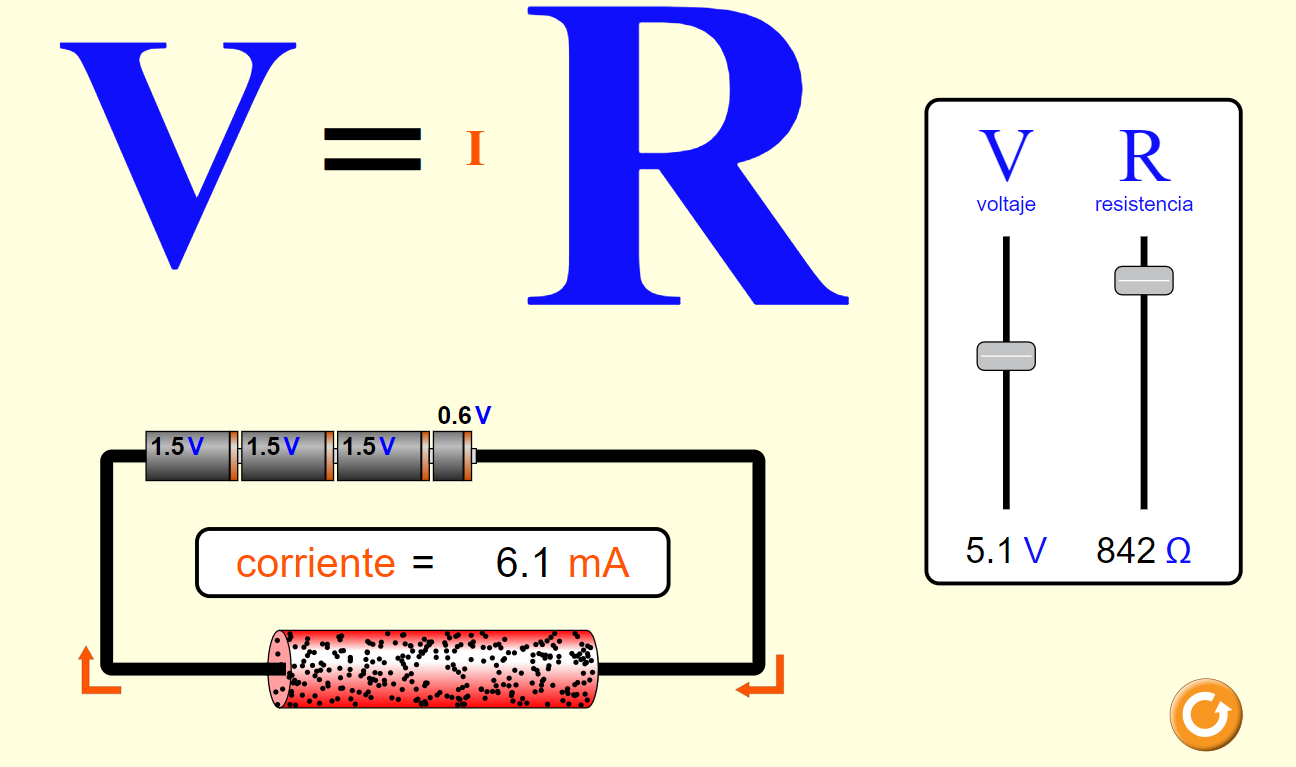 V = I R
V R
voltaje resistencia
0.6 V
1.5 V 1.5 V 1.5 V
5.1 V 842 Ω
corriente = 6.1 mA